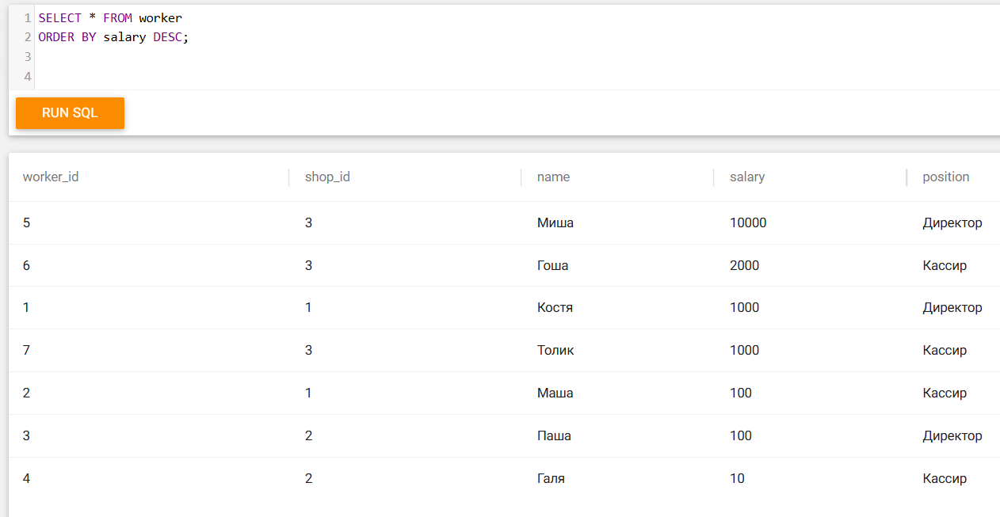 1 SELECT * FROM worker
2 ORDER BY salary DESC;
3
4
RUN SQL
worker_id shop_id name salary position
5 3 Миша 10000 Директор
6 3 Гоша 2000 Кассир
1 1 Костя 1000 Директор
7 3 Толик 1000 Кассир
2 1 Маша 100 Кассир
3 2 Паша 100 Директор
4 2 Галя 10 Кассир